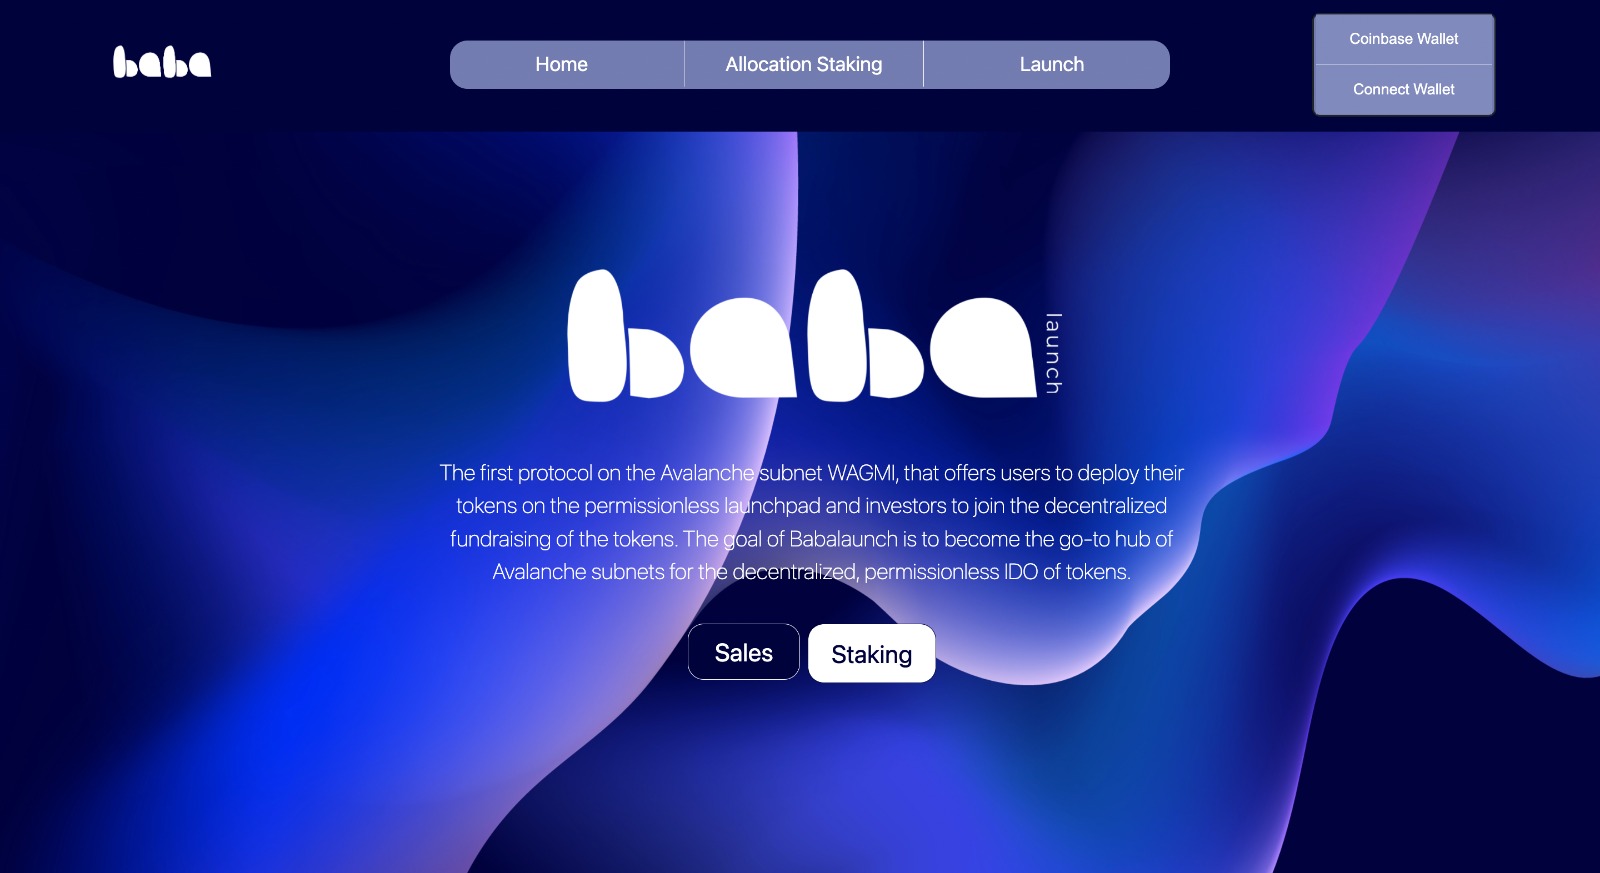 baba
Home
Allocation Staking
Launch
Coinbase Wallet
Connect Wallet
baba
launch
The first protocol on the Avalanche subnet WAGMI, that offers users to deploy their
tokens on the permissionless launchpad and investors to join the decentralized
fundraising of the tokens. The goal of Babalaunch is to become the go-to hub of
Avalanche subnets for the decentralized, permissionless IDO of tokens.
Sales
Staking